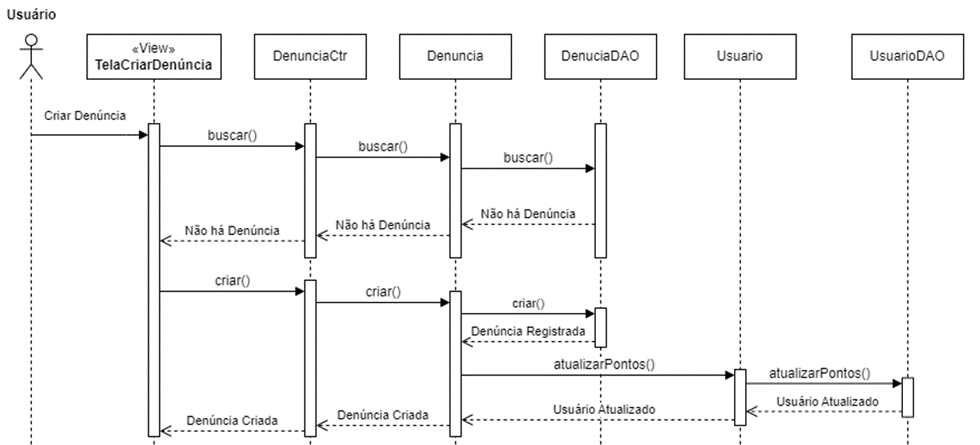 Usuário
«View»
TelaCriarDenúncia
DenunciaCtr
Denuncia
DenuciaDAO
Usuario
UsuarioDAO
Criar Denúncia
buscar()
buscar()
buscar()
Não há Denúncia
Não há Denúncia
Não há Denúncia
criar()
criar()
criar()
Denúncia Registrada
atualizarPontos()
atualizarPontos()
Usuário Atualizado
Usuário Atualizado
Denúncia Criada
Denúncia Criada